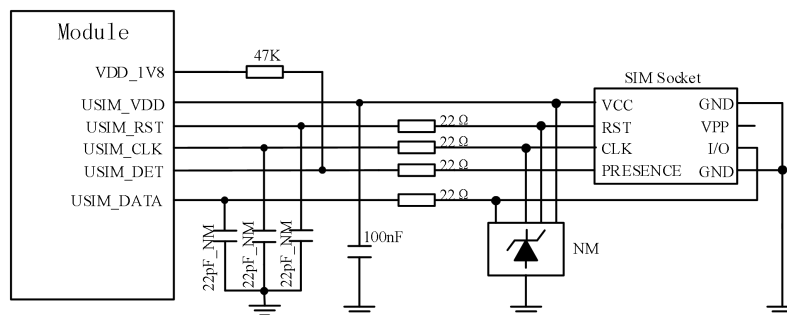 Module
47K
VDD_1V8
SIM Socket
USIM_VDD
VCC
GND
USIM_RST
22Ω
RST
VPP
USIM_CLK
22Ω
CLK
I/O
USIM_DET
22Ω
PRESENCE
GND
USIM_DATA
22Ω
22pF_NM
22pF_NM
22pF_NM
100nF
NM